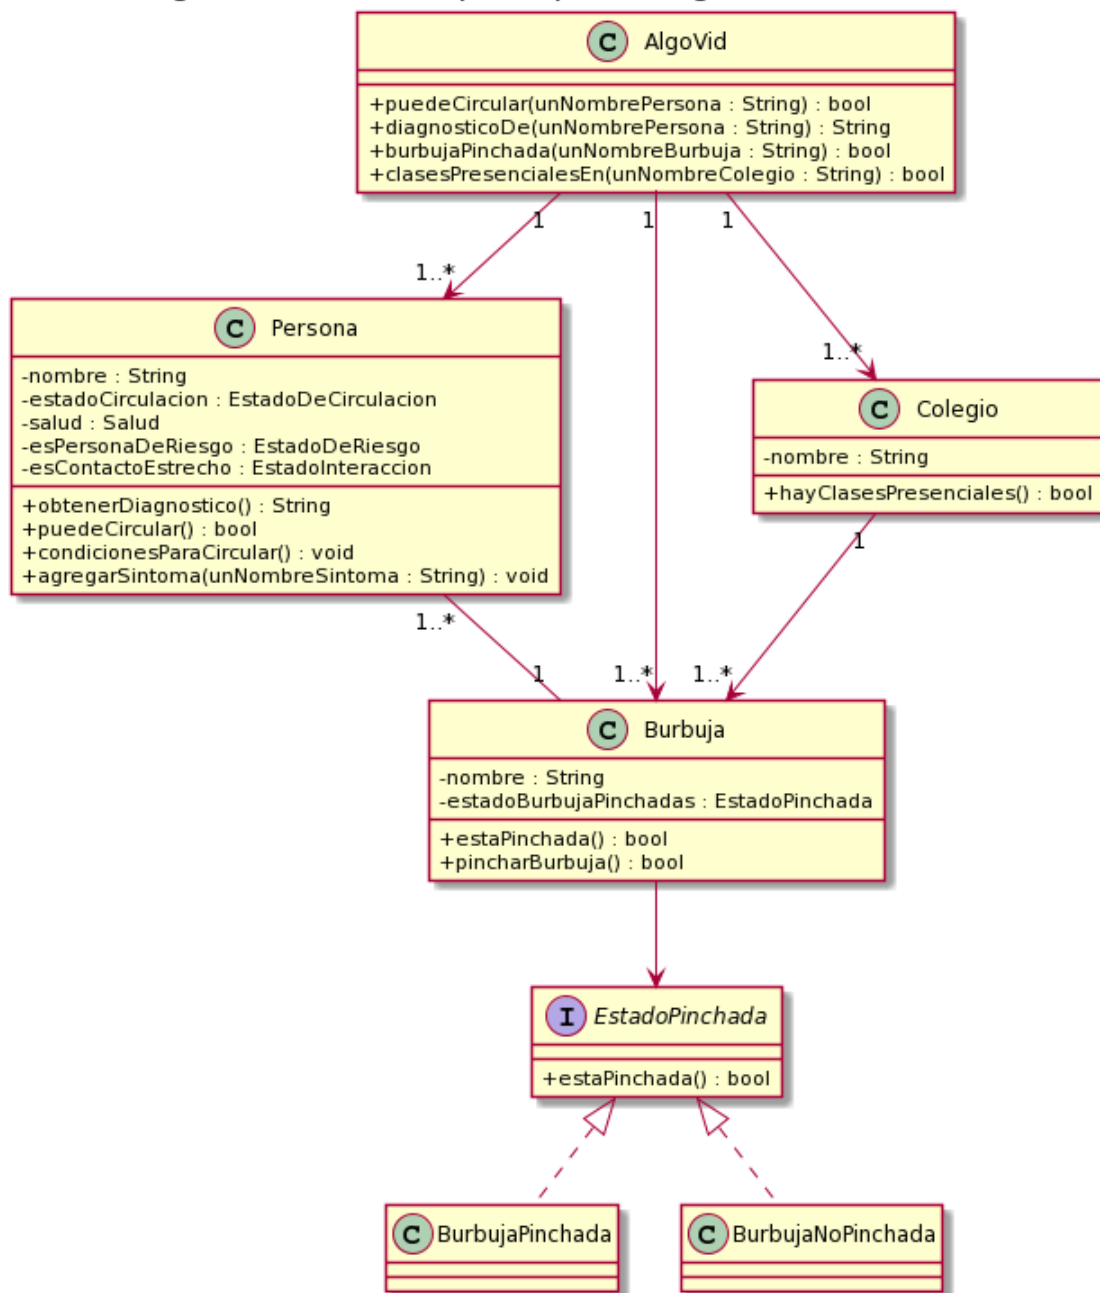 C AlgoVid
+puedeCircular(unNombrePersona : String) : bool
+diagnosticoDe(unNombrePersona : String) : String
+burbujaPinchada(unNombreBurbuja : String) : bool
+clasesPresencialesEn(unNombreColegio : String) : bool
1 1 1
1..*
1..*
C Persona
-nombre : String
-estadoCirculacion : EstadoDeCirculacion
-salud : Salud
-esPersonaDeRiesgo : EstadoDeRiesgo
-esContactoEstrecho : EstadoInteraccion
+obtenerDiagnostico() : String
+puedeCircular() : bool
+condicionesParaCircular() : void
+agregarSintoma(unNombreSintoma : String) : void
C Colegio
-nombre : String
+hayClasesPresenciales() : bool
1
1..*
1 1..* 1..*
C Burbuja
-nombre : String
-estadoBurbujaPinchadas : EstadoPinchada
+estaPinchada() : bool
+pincharBurbuja() : bool
I EstadoPinchada
+estaPinchada() : bool
C BurbujaPinchada
C BurbujaNoPinchada